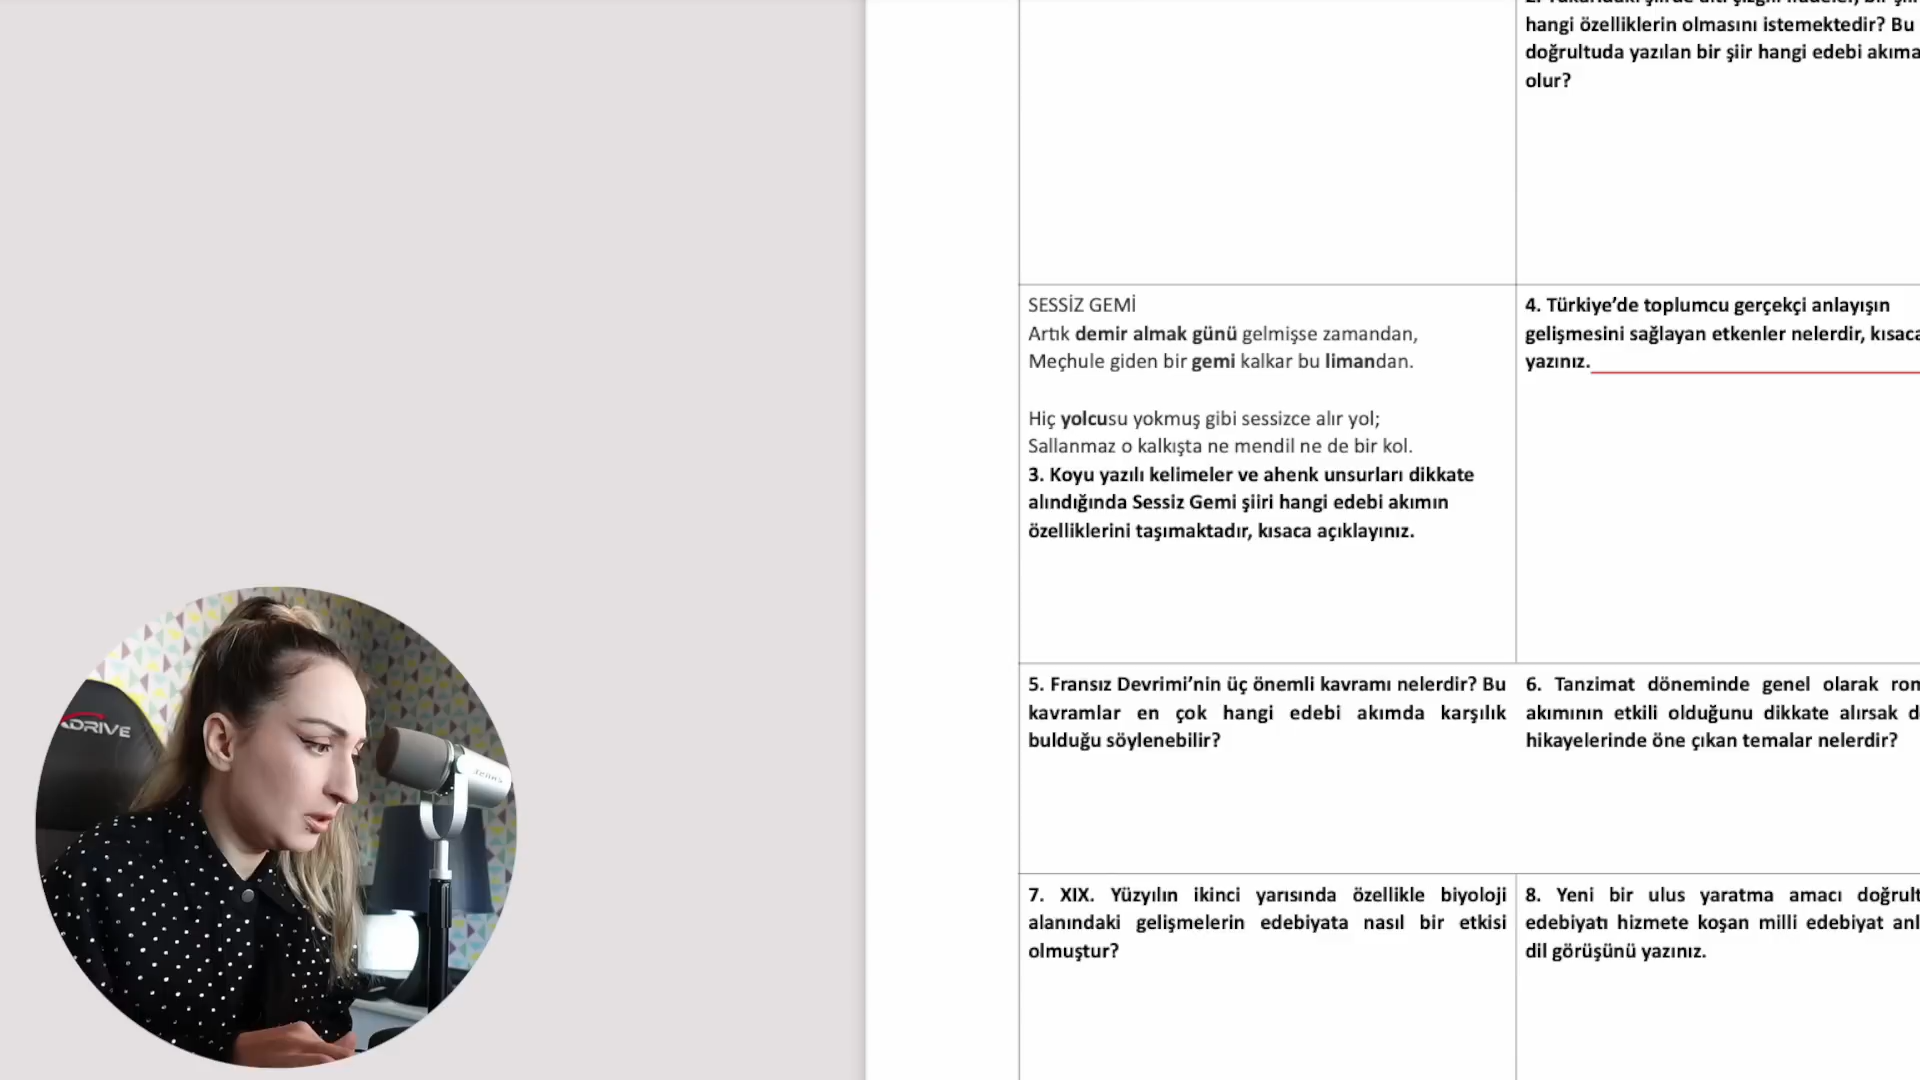 hangi özelliklerin olmasını istemektedir? Bu
doğrultuda yazılan bir şiir hangi edebi akıma
olur?
SESSİZ GEMİ
Artık demir almak günü gelmişse zamandan,
Meçhule giden bir gemi kalkar bu limandan.
Hiç yolcusu yokmuş gibi sessizce alır yol;
Sallanmaz o kalkışta ne mendil ne de bir kol.
3. Koyu yazılı kelimeler ve ahenk unsurları dikkate
alındığında Sessiz Gemi şiiri hangi edebi akımın
özelliklerini taşımaktadır, kısaca açıklayınız.
4. Türkiye’de toplumcu gerçekçi anlayışın
gelişmesini sağlayan etkenler nelerdir, kısaca
yazınız.
5. Fransız Devrimi’nin üç önemli kavramı nelerdir? Bu
kavramlar en çok hangi edebi akımda karşılık
bulduğu söylenebilir?
6. Tanzimat döneminde genel olarak
akımının etkili olduğunu dikkate alırsak
hikayelerinde öne çıkan temalar nelerdir?
7. XIX. Yüzyılın ikinci yarısında özellikle biyoloji
alanındaki gelişmelerin edebiyata nasıl bir etkisi
olmuştur?
8. Yeni bir ulus yaratma amacı
edebiyatı hizmete koşan milli edebiyat
dil görüşünü yazınız.